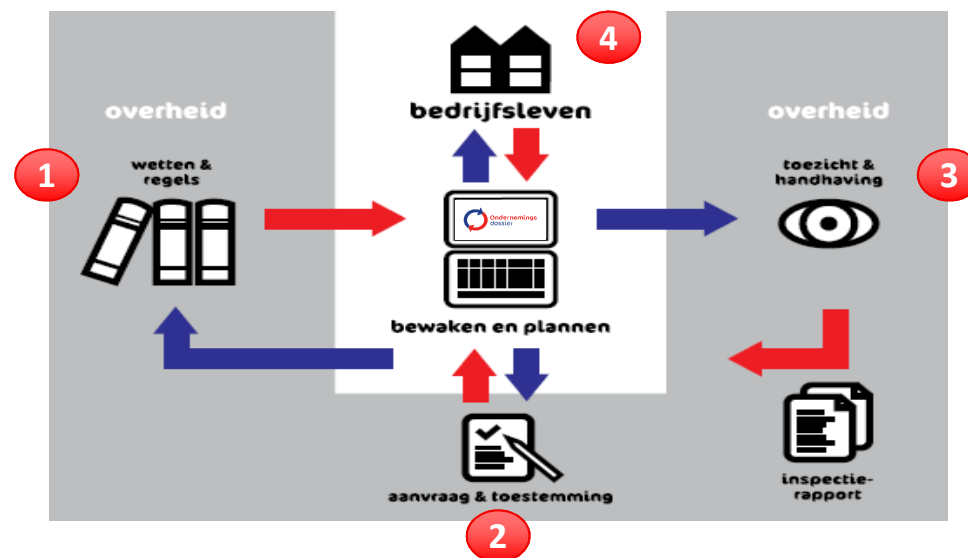 4
overheid
bedrijfsleven
overheid
1
wetten &
regels
toezicht &
handhaving
3
Ondernemings
dossier
bewaken en plannen
aanvraag & toestemming
inspectie-
rapport
2